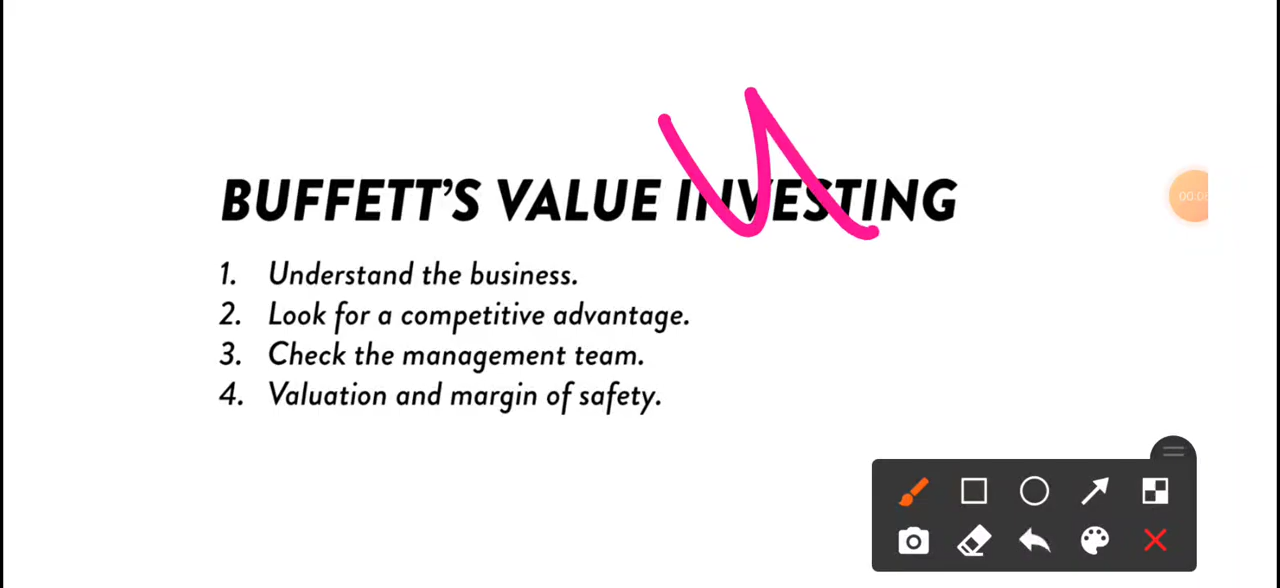 BUFFETT'S VALUE INVESTING
1. Understand the business.
2. Look for a competitive advantage.
3. Check the management team.
4. Valuation and margin of safety.